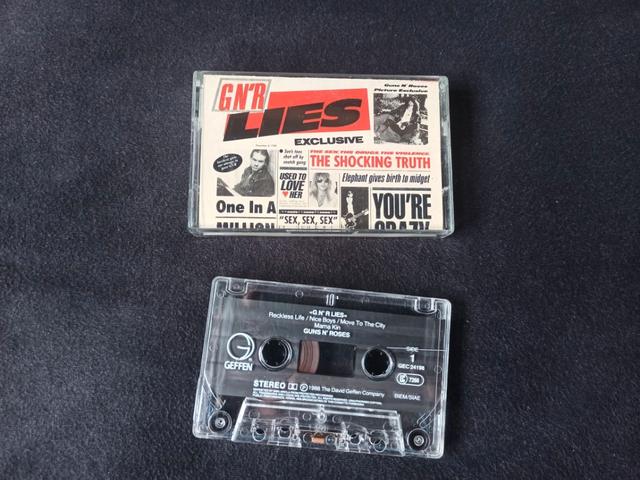 GN'R
LIES
EXCLUSIVE
Guns N' Roses
Picture Exclusive
THE SEX, THE DRUGS, THE VIOLENCE
THE SHOCKING TRUTH
Elephant gives birth to midget
USED TO
LOVE
HER
"SEX, SEX, SEX"
One In A
MILLION
YOU'RE
CRAZY
«G N' R LIES»
Reckless Life / Nice Boys / Move To The City
Mama Kin
GUNS N' ROSES
G
GEFFEN
SIDE
1
GEC 24198
STEREO
℗ 1988 The David Geffen Company
BIEM/SIAE